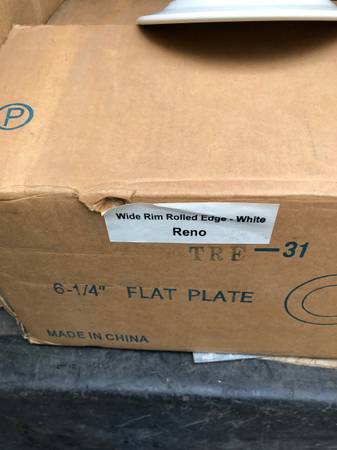 P
Wide Rim Rolled Edge - White
Reno
TRE -31
6-1/4" FLAT PLATE
MADE IN CHINA